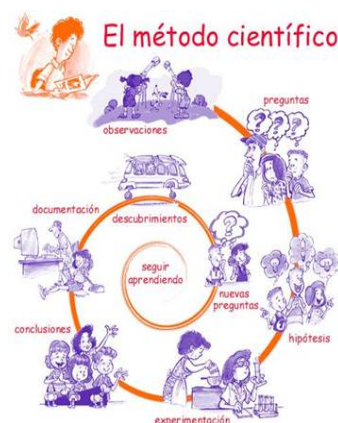 El método científico
observaciones
preguntas
hipótesis
experimentación
conclusiones
documentación
descubrimientos
nuevas
preguntas
seguir
aprendiendo